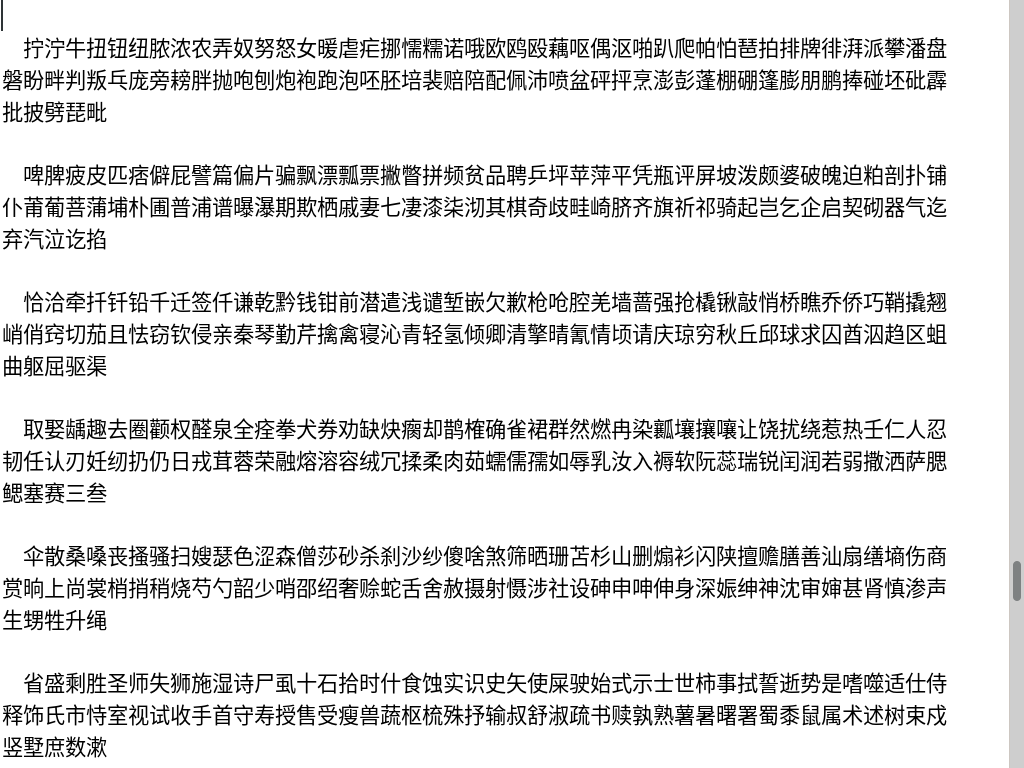 拧泞牛扭钮纽脓浓农弄奴努怒女暖虐疟挪懦糯诺哦欧鸥殴藕呕偶沤啪趴爬帕怕琶拍排牌徘湃派攀潘盘
磐盼畔判叛乓庞旁耪胖抛咆刨炮袍跑泡呸胚培裴赔陪配佩沛喷盆砰抨烹澎彭蓬棚硼篷膨朋鹏捧碰坯砒霹
批披劈琵毗
啤脾疲皮匹痞僻屁譬篇偏片骗飘漂瓢票撇瞥拼频贫品聘乒坪苹萍平凭瓶评屏坡泼颇婆破魄迫粕剖扑铺
仆莆葡菩蒲埔朴圃普浦谱曝瀑期欺栖戚妻七凄漆柒沏其棋奇歧畦崎脐齐旗祈祁骑起岂乞企启契砌器气迄
弃汽泣讫掐
恰洽牵扦钎铅千迁签仟谦乾黔钱钳前潜遣浅谴堑嵌欠歉枪呛腔羌墙蔷强抢橇锹敲悄桥瞧乔侨巧鞘撬翘
峭俏窍切茄且怯窃钦侵亲秦琴勤芹擒禽寝沁青轻氢倾卿清擎晴氰情顷请庆琼穷秋丘邱球求囚酋泅趋区蛆
曲躯屈驱渠
取娶龋趣去圈颧权醛泉全痊拳犬券劝缺炔瘸却鹊榷确雀裙群然燃冉染瓤壤攘嚷让饶扰绕惹热壬仁人忍
韧任认刃妊纫扔仍日戎茸蓉荣融熔溶容绒冗揉柔肉茹蠕儒孺如辱乳汝入褥软阮蕊瑞锐闰润若弱撒洒萨腮
鳃塞赛三叁
伞散桑嗓丧搔骚扫嫂瑟色涩森僧莎砂杀刹沙纱傻啥煞筛晒珊苫杉山删煽衫闪陕擅赡膳善汕扇缮墒伤商
赏晌上尚裳梢捎稍烧芍勺韶少哨邵绍奢赊蛇舌舍赦摄射慑涉社设砷申呻伸身深娠绅神沈审婶甚肾慎渗声
生甥牲升绳
省盛剩胜圣师失狮施湿诗尸虱十石拾时什食蚀实识史矢使屎驶始式示士世柿事拭誓逝势是嗜噬适仕侍
释饰氏市恃室视试收手首守寿授售受瘦兽蔬枢梳殊抒输叔舒淑疏书赎孰熟薯暑曙署蜀黍鼠属术述树束戍
竖墅庶数漱